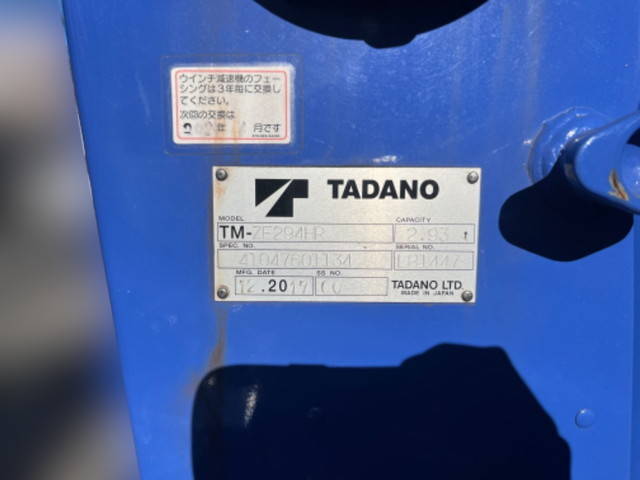 ウインチ減速機のフェー
シングは3年毎に交換し
てください。
次回の交換は
年 月です
TADANO
MODEL CAPACITY
TM-ZE294HR 2.93 t
SPEC. NO. SERIAL NO.
MFG. DATE SS NO.
12.2017 TADANO LTD.
MADE IN JAPAN